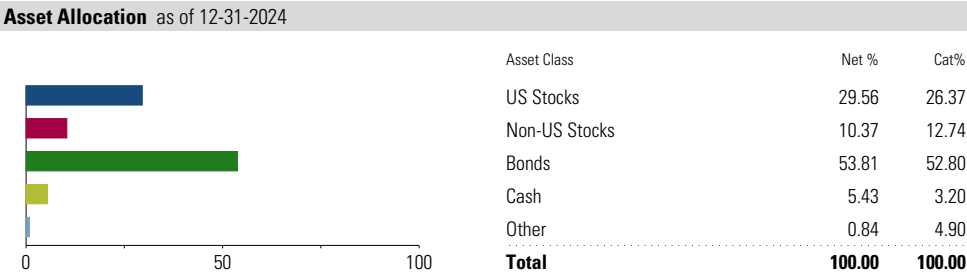 Asset Allocation as of 12-31-2024
Asset Class Net % Cat%
US Stocks 29.56 26.37
Non-US Stocks 10.37 12.74
Bonds 53.81 52.80
Cash 5.43 3.20
Other 0.84 4.90
0 50 100 Total 100.00 100.00